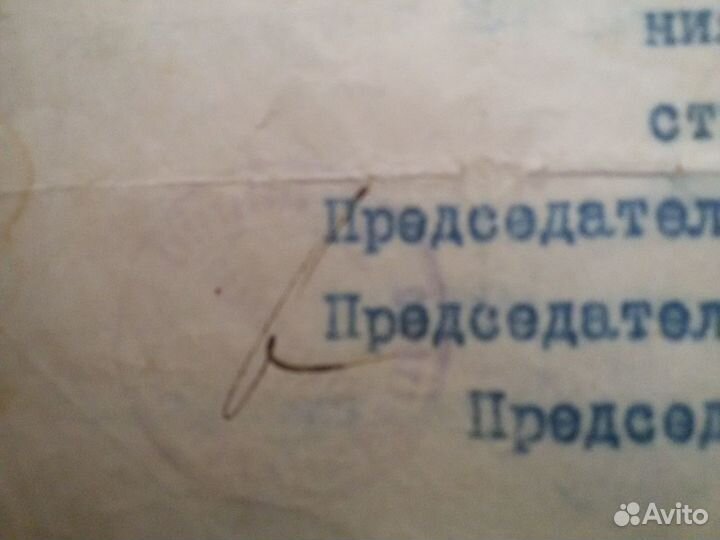 ни
ст
Председател
Председател
Председ
Avito